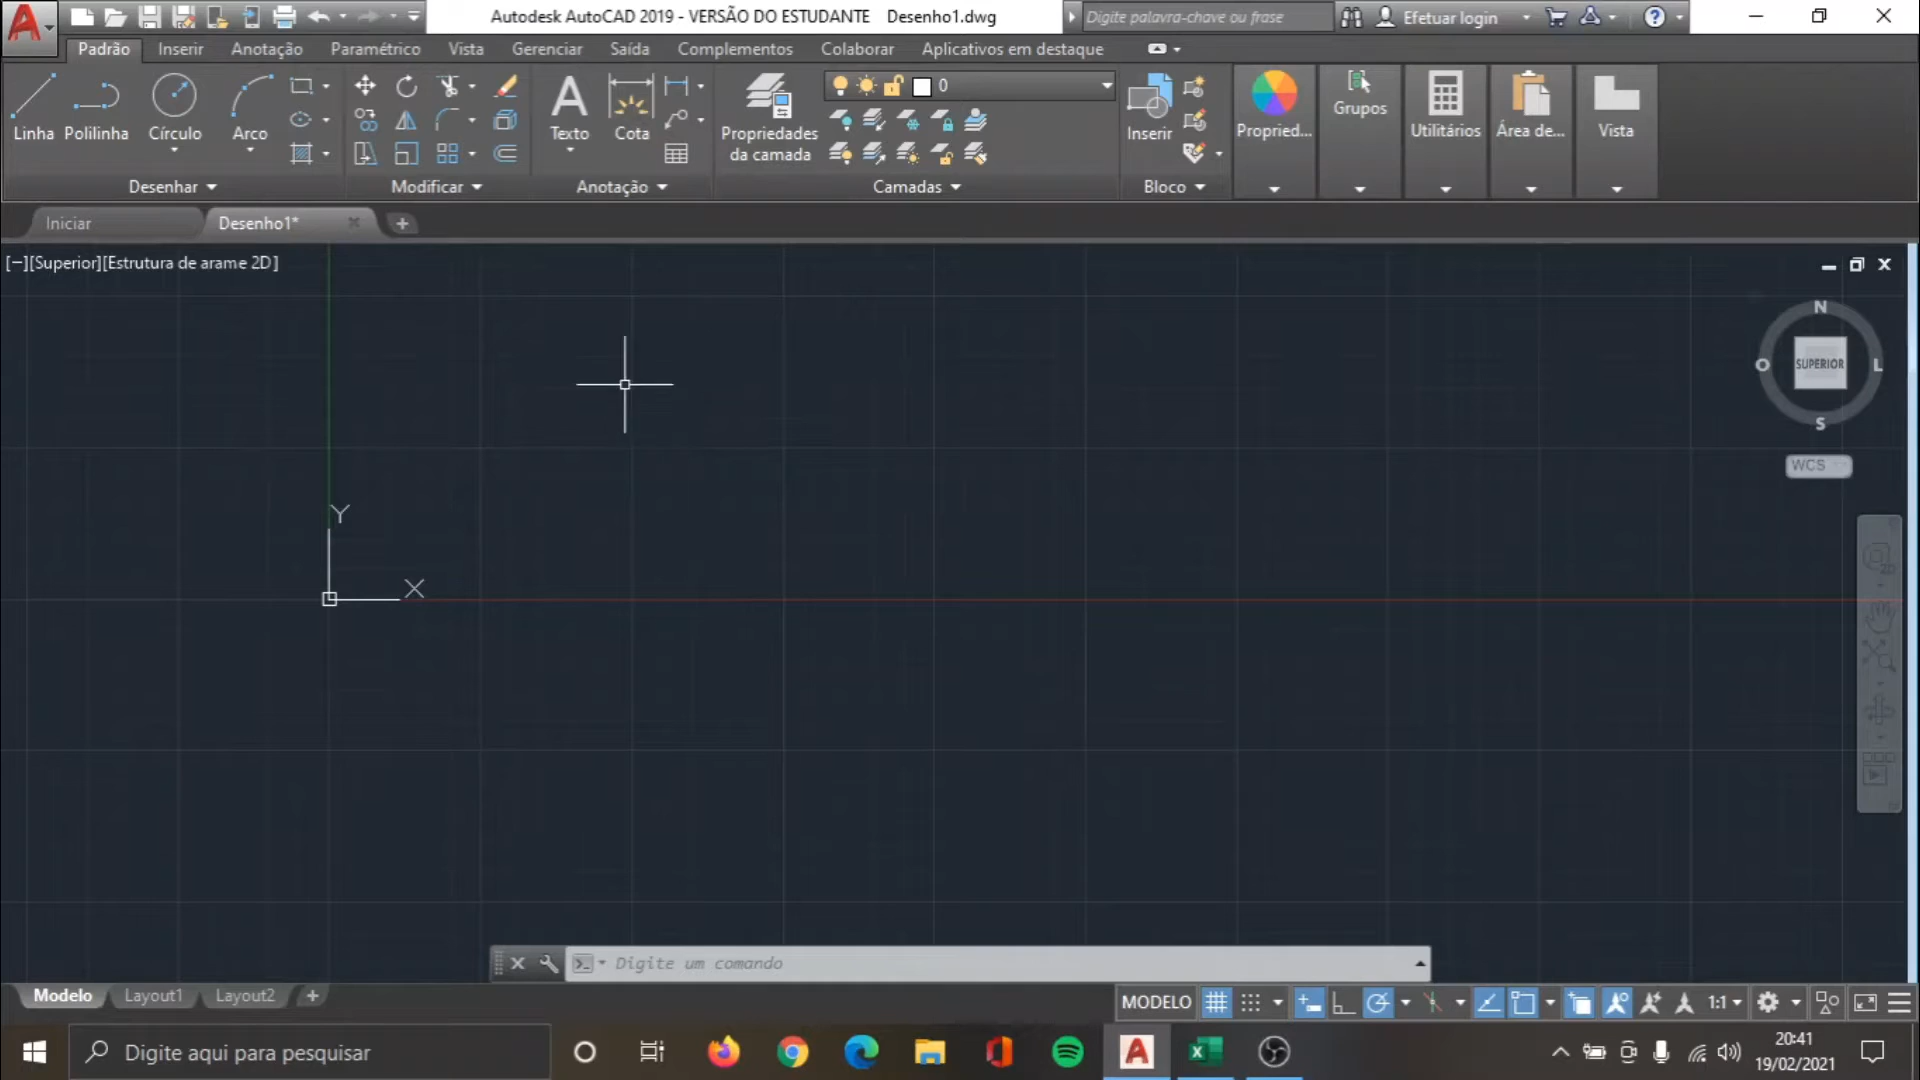 Autodesk AutoCAD 2019 - VERSÃO DO ESTUDANTE Desenho1.dwg
Digite palavra-chave ou frase
Efetuar login
Padrão Inserir Anotação Paramétrico Vista Gerenciar Saída Complementos Colaborar Aplicativos em destaque
Linha Polilinha Círculo Arco
Texto Cota
Propriedades da camada
0
Inserir
Propried...
Grupos
Utilitários
Área de...
Vista
Desenhar Modificar Anotação Camadas Bloco
Iniciar Desenho1*
[−][Superior][Estrutura de arame 2D]
N
O SUPERIOR L
S
WCS
Y
X
2D
Digite um comando
Modelo Layout1 Layout2
MODELO 1:1
Digite aqui para pesquisar
20:41
19/02/2021